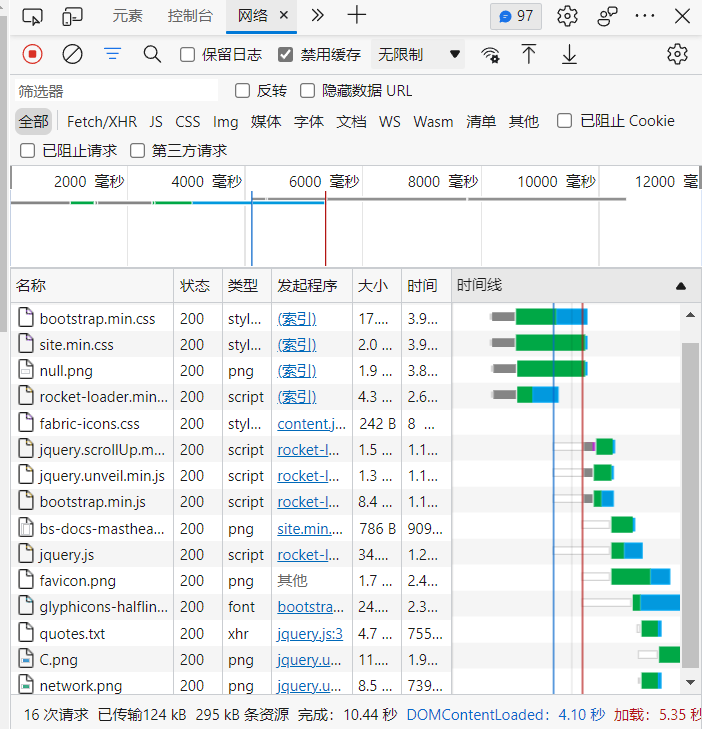 元素 控制台 网络 97
保留日志 禁用缓存 无限制
筛选器 反转 隐藏数据 URL
全部 Fetch/XHR JS CSS Img 媒体 字体 文档 WS Wasm 清单 其他 已阻止 Cookie
已阻止请求 第三方请求
2000 毫秒 4000 毫秒 6000 毫秒 8000 毫秒 10000 毫秒 12000 毫
名称 状态 类型 发起程序 大小 时间 时间线
bootstrap.min.css 200 styl... (索引) 17.... 3.9...
site.min.css 200 styl... (索引) 2.0 ... 3.9...
null.png 200 png (索引) 1.9 ... 3.8...
rocket-loader.min... 200 script (索引) 4.3 ... 2.6...
fabric-icons.css 200 styl... content.j... 242 B 8 ...
jquery.scrollUp.m... 200 script rocket-l... 1.5 ... 1.1...
jquery.unveil.min.js 200 script rocket-l... 1.3 ... 1.1...
bootstrap.min.js 200 script rocket-l... 8.4 ... 1.1...
bs-docs-masthea... 200 png site.min.... 786 B 909...
jquery.js 200 script rocket-l... 34.... 1.2...
favicon.png 200 png 其他 1.7 ... 2.4...
glyphicons-halflin... 200 font bootstra... 24.... 2.3...
quotes.txt 200 xhr jquery.js:3 4.7 ... 755...
C.png 200 png jquery.u... 11.... 1.9...
network.png 200 png jquery.u... 8.5 ... 739...
16 次请求 已传输124 kB 295 kB 条资源 完成：10.44 秒 DOMContentLoaded：4.10 秒 加载：5.35 秒